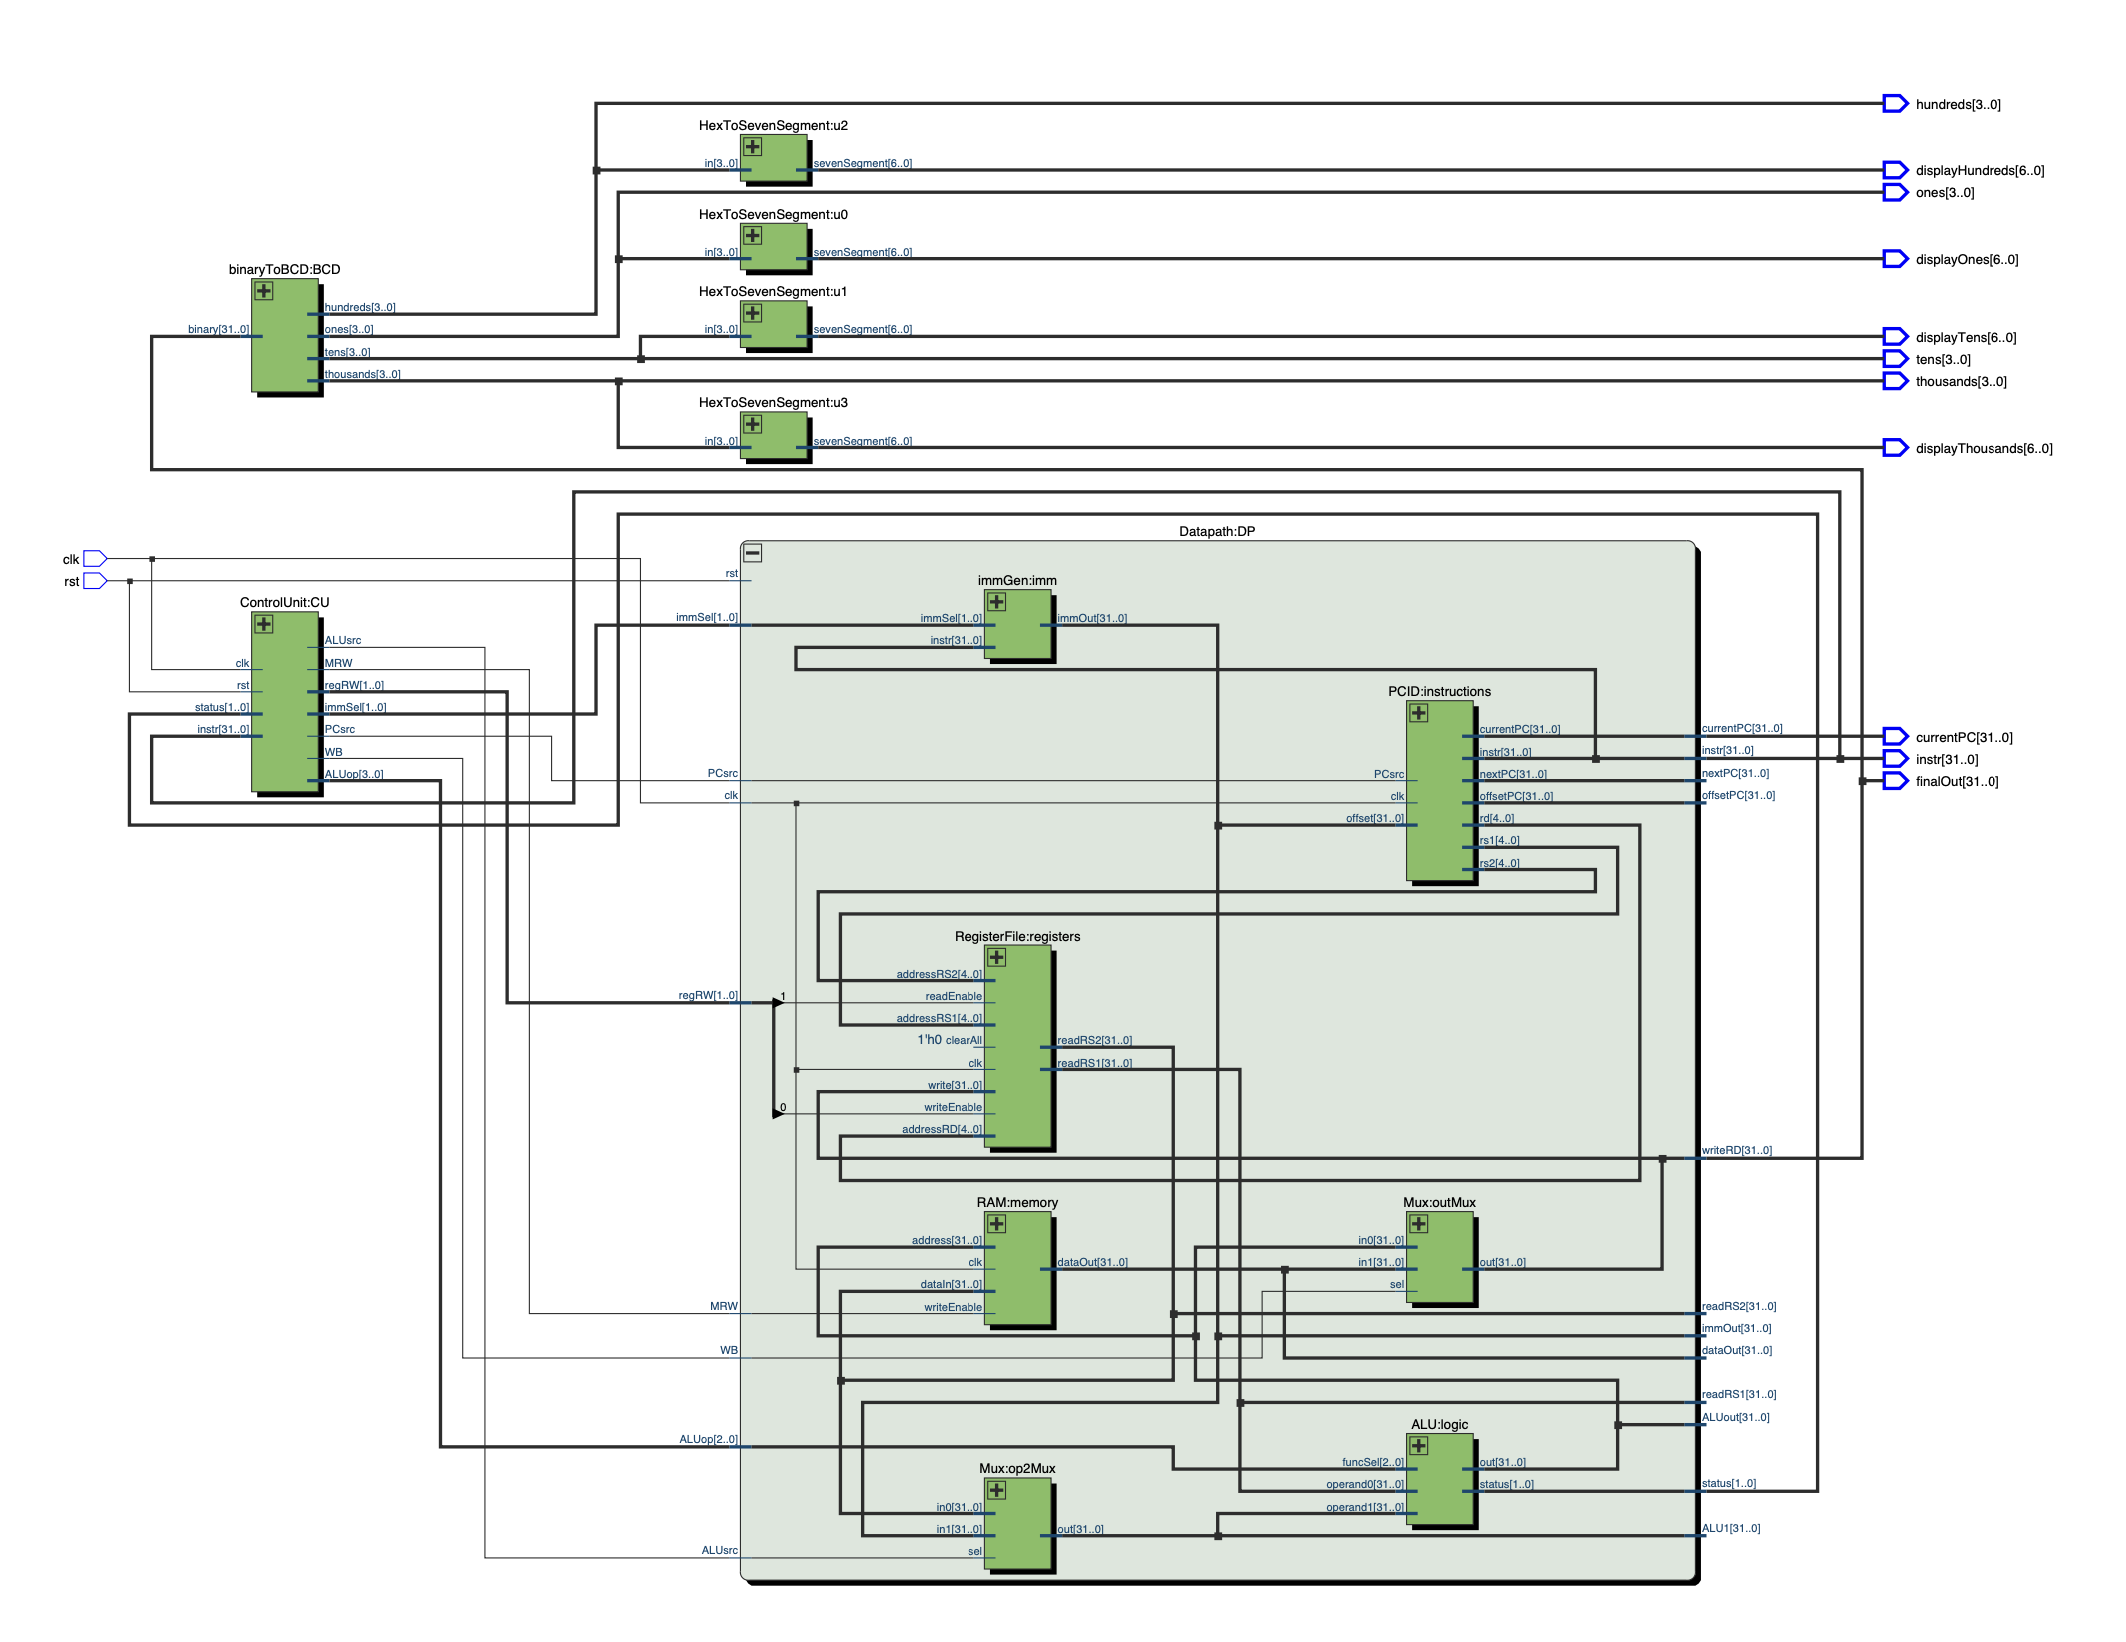 hundreds[3..0]
HexToSevenSegment:u2
in[3..0]
sevenSegment[6..0]
displayHundreds[6..0]
ones[3..0]
HexToSevenSegment:u0
in[3..0]
sevenSegment[6..0]
displayOnes[6..0]
binaryToBCD:BCD
HexToSevenSegment:u1
hundreds[3..0]
binary[31..0]
ones[3..0]
in[3..0]
sevenSegment[6..0]
displayTens[6..0]
tens[3..0]
tens[3..0]
thousands[3..0]
thousands[3..0]
HexToSevenSegment:u3
in[3..0]
sevenSegment[6..0]
displayThousands[6..0]
Datapath:DP
clk
rst
rst
immGen:imm
ControlUnit:CU
immSel[1..0]
immSel[1..0]
immOut[31..0]
instr[31..0]
ALUsrc
clk
MRW
rst
regRW[1..0]
status[1..0]
immSel[1..0]
instr[31..0]
PCsrc
WB
ALUop[3..0]
PCID:instructions
currentPC[31..0]
currentPC[31..0]
currentPC[31..0]
instr[31..0]
instr[31..0]
instr[31..0]
PCsrc
PCsrc
nextPC[31..0]
nextPC[31..0]
finalOut[31..0]
clk
clk
offsetPC[31..0]
offsetPC[31..0]
offset[31..0]
rd[4..0]
rs1[4..0]
rs2[4..0]
RegisterFile:registers
addressRS2[4..0]
regRW[1..0]
1
readEnable
addressRS1[4..0]
1'h0 clearAll
readRS2[31..0]
clk
readRS1[31..0]
write[31..0]
0
writeEnable
addressRD[4..0]
writeRD[31..0]
RAM:memory
Mux:outMux
address[31..0]
in0[31..0]
clk
dataOut[31..0]
in1[31..0]
out[31..0]
dataIn[31..0]
sel
MRW
writeEnable
readRS2[31..0]
immOut[31..0]
WB
dataOut[31..0]
readRS1[31..0]
ALU:logic
ALUout[31..0]
ALUop[2..0]
Mux:op2Mux
funcSel[2..0]
out[31..0]
operand0[31..0]
status[1..0]
status[1..0]
in0[31..0]
operand1[31..0]
in1[31..0]
out[31..0]
ALU1[31..0]
ALUsrc
sel